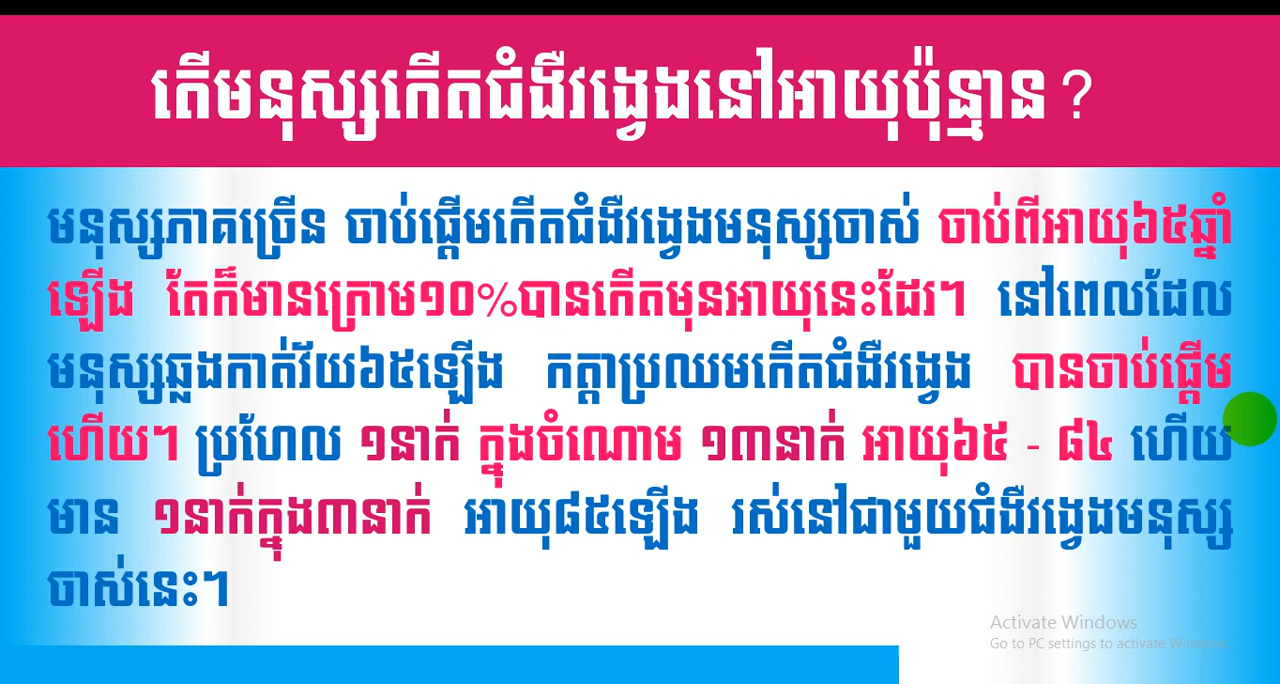 តើមនុស្សកើតជំងឺវង្វេងនៅអាយុប៉ុន្មាន?
មនុស្សភាគច្រើន ចាប់ផ្តើមកើតជំងឺវង្វេងមនុស្សចាស់ ចាប់ពីអាយុ៦៥ឆ្នាំ
ឡើង តែក៏មានក្រោម១០%បានកើតមុនអាយុនេះដែរ។ នៅពេលដែល
មនុស្សឆ្លងកាត់វ័យ៦៥ឡើង កត្តាប្រឈមកើតជំងឺវង្វេង បានចាប់ផ្តើម
ហើយ។ ប្រហែល ១នាក់ ក្នុងចំណោម ១៣នាក់ អាយុ៦៥ - ៨៤ ហើយ
មាន ១នាក់ក្នុង៣នាក់ អាយុ៨៥ឡើង រស់នៅជាមួយជំងឺវង្វេងមនុស្ស
ចាស់នេះ។
Activate Windows
Go to PC settings to activate Windows.